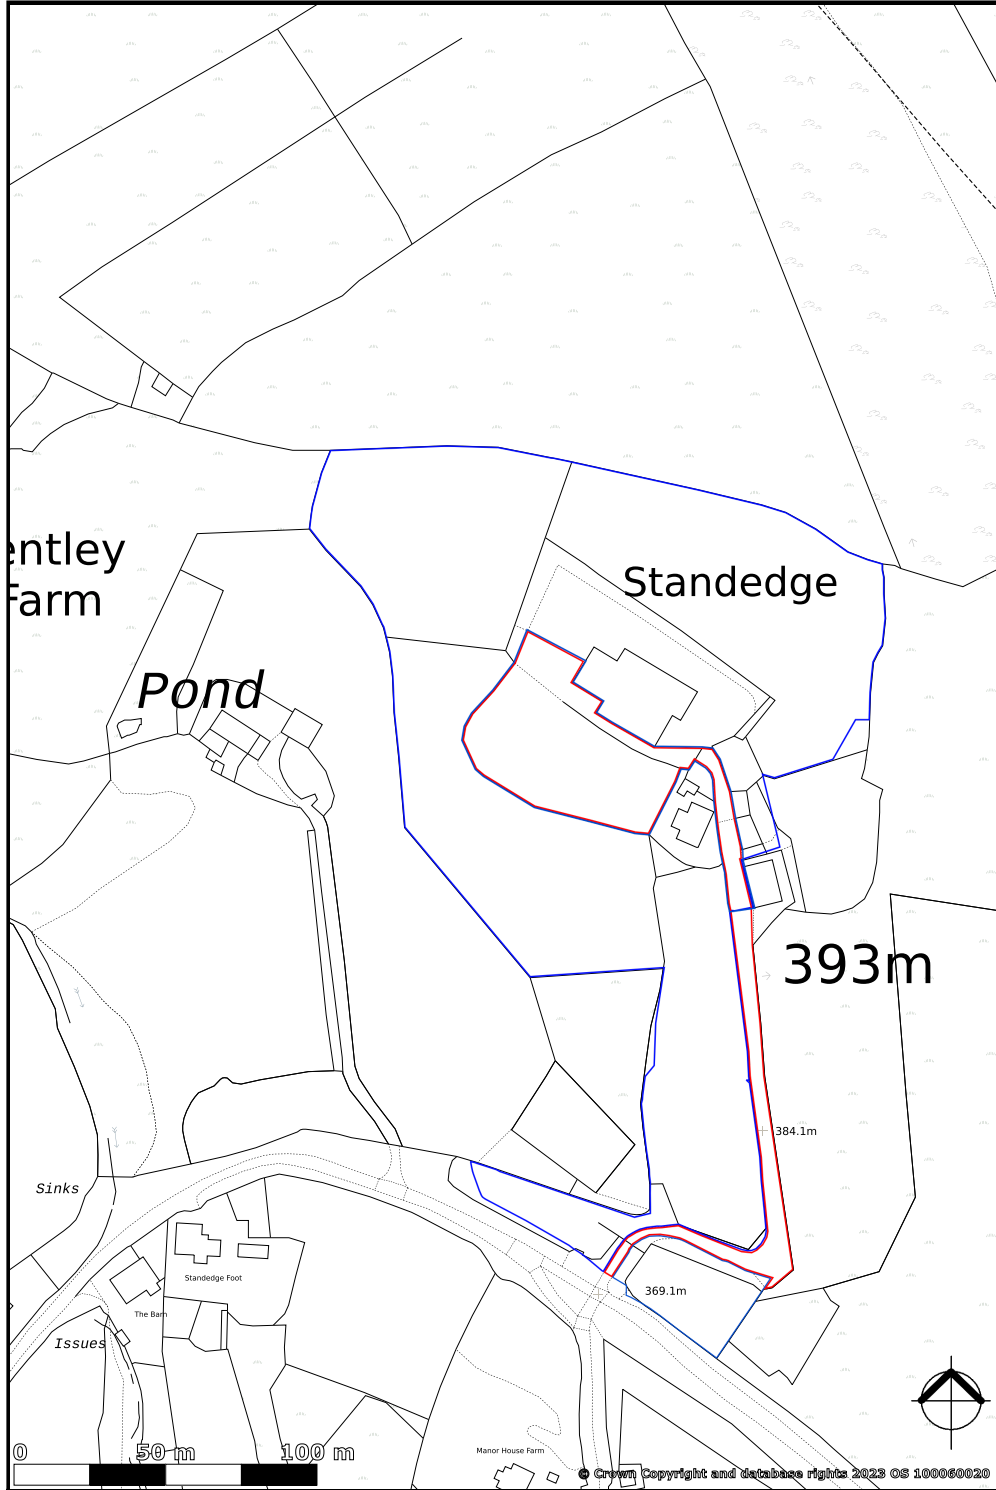 entley
Farm
Standedge
Pond
393m
384.1m
Sinks
Standedge Foot
369.1m
The Barn
Issues
Manor House Farm
0 50 m 100 m
© Crown Copyright and database rights 2023 OS 100060020